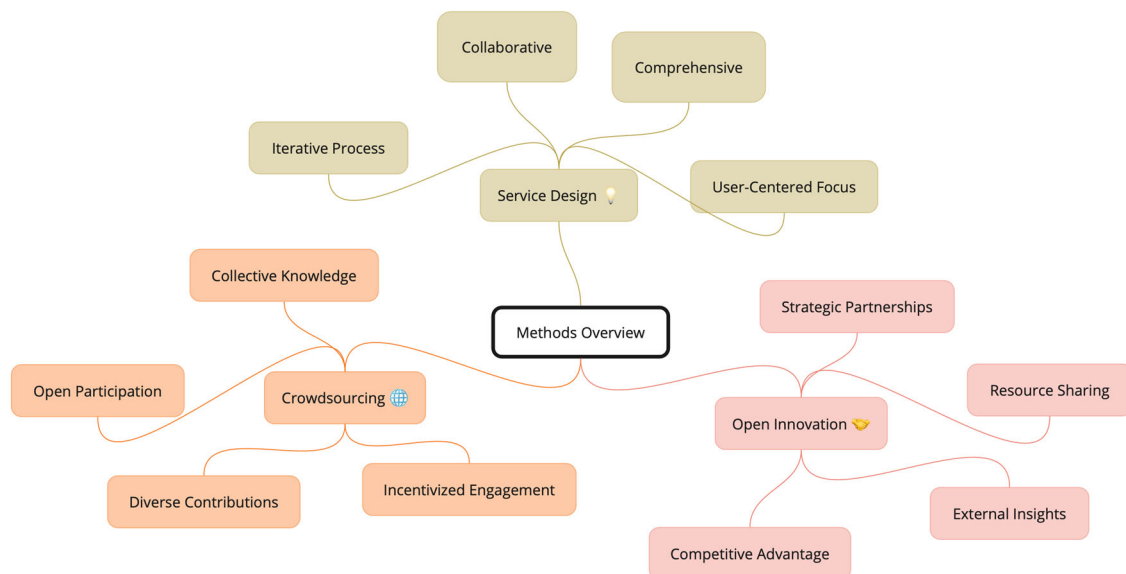 Collaborative
Comprehensive
Iterative Process
User-Centered Focus
Service Design 💡
Collective Knowledge
Strategic Partnerships
Methods Overview
Open Participation
Crowdsourcing 🌐
Resource Sharing
Open Innovation 🤝
Diverse Contributions
Incentivized Engagement
External Insights
Competitive Advantage